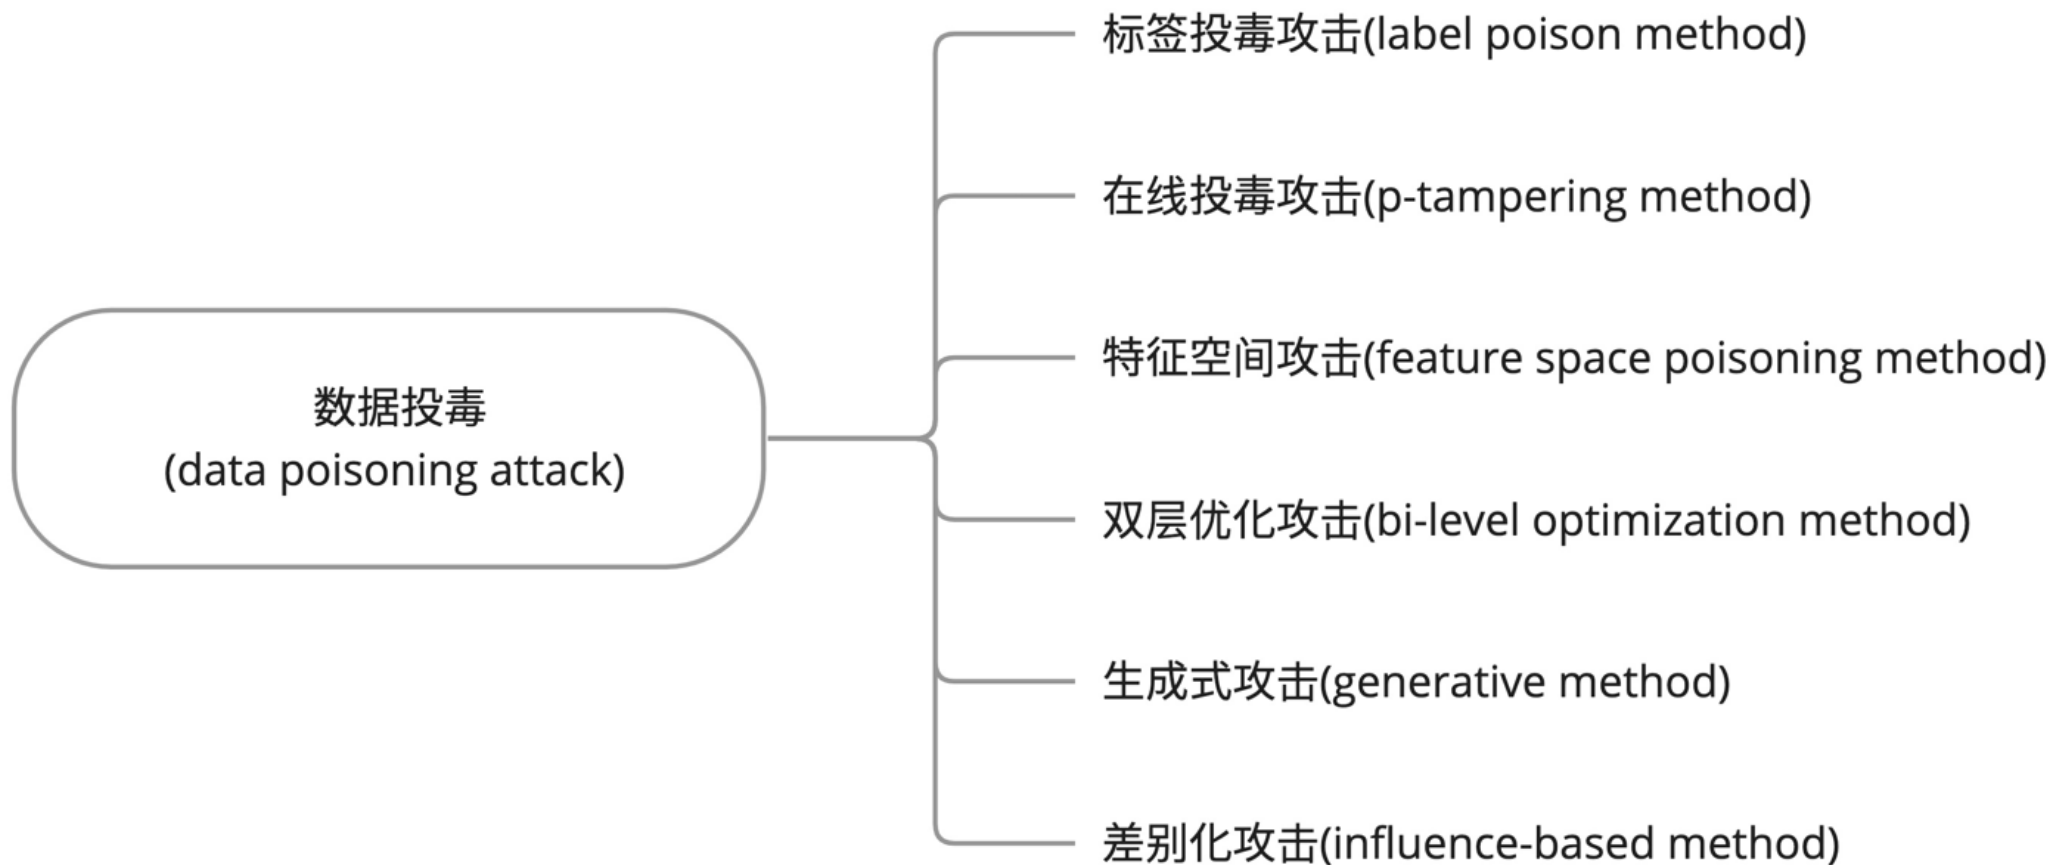 标签投毒攻击(label poison method)
在线投毒攻击(p-tampering method)
特征空间攻击(feature space poisoning method)
数据投毒
(data poisoning attack)
双层优化攻击(bi-level optimization method)
生成式攻击(generative method)
差别化攻击(influence-based method)